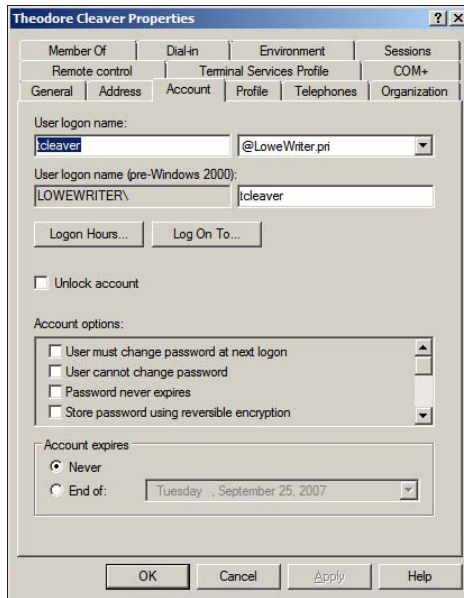 Theodore Cleaver Properties
Member Of Dial-in Environment Sessions
Remote control Terminal Services Profile COM+
General Address Account Profile Telephones Organization
User logon name:
tcleaver @LoweWriter.pri
User logon name (pre-Windows 2000):
LOWEWRITER\ tcleaver
Logon Hours... Log On To...
Unlock account
Account options:
User must change password at next logon
User cannot change password
Password never expires
Store password using reversible encryption
Account expires
Never
End of: Tuesday , September 25, 2007
OK Cancel Apply Help